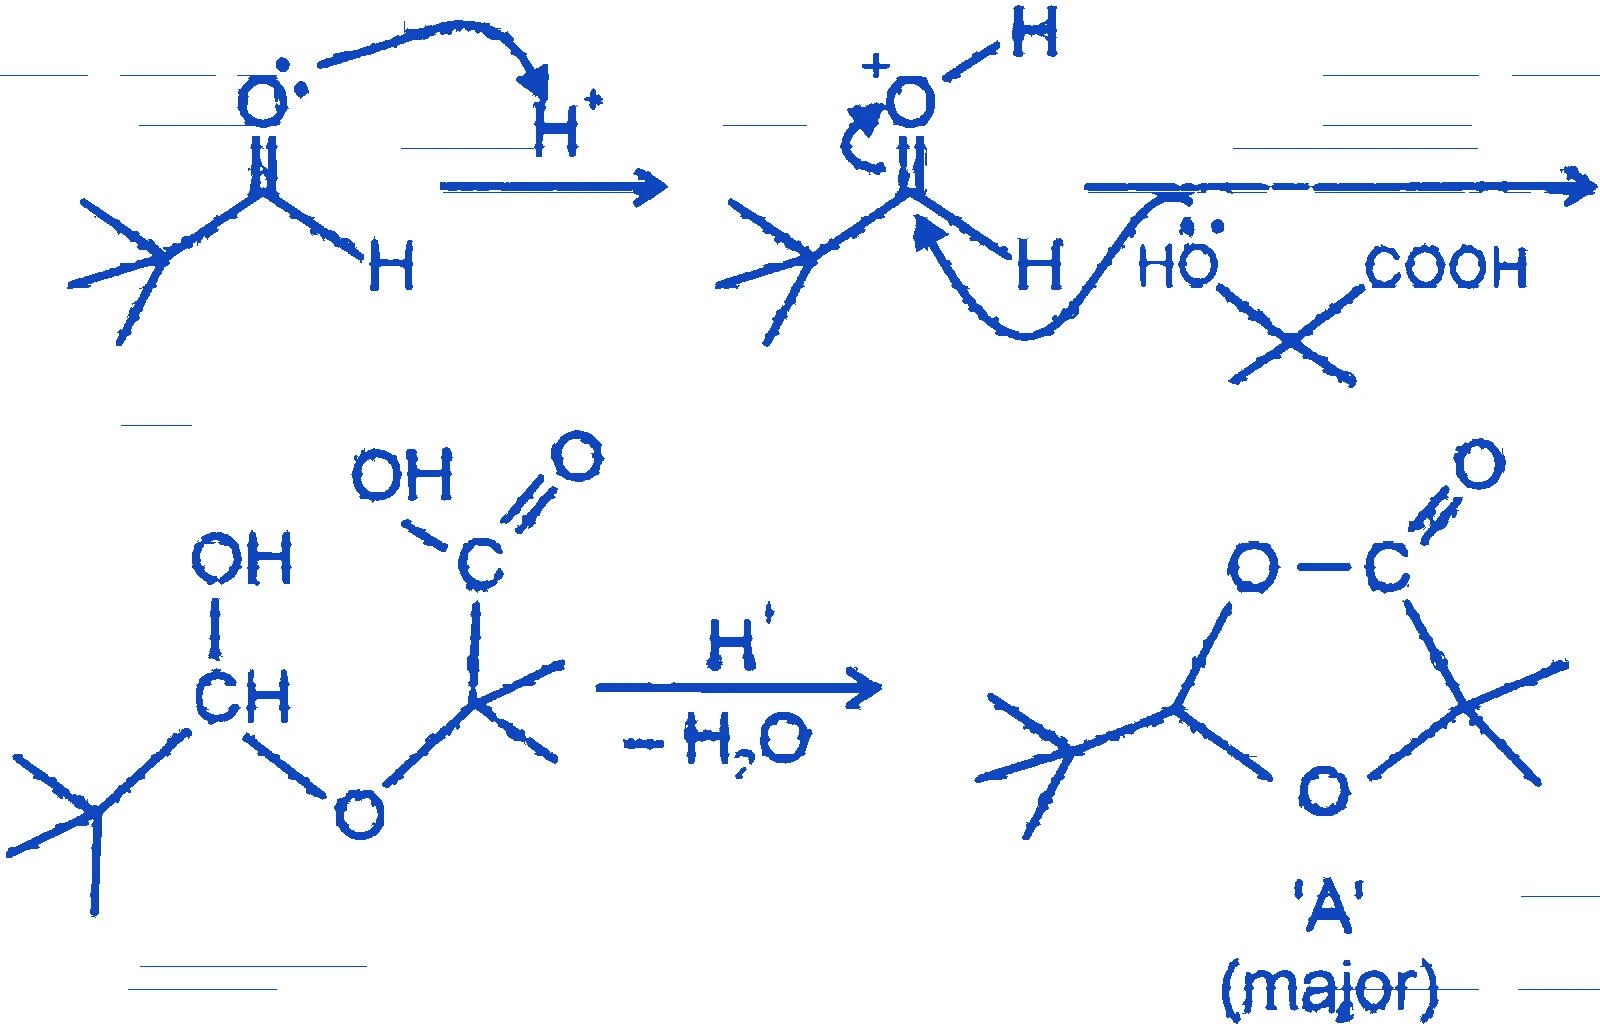 O H⁺ H
+ O H H HO COOH
OH O
OH C
CH
O
H⁺
– H₂O
O
O – C
O
'A'
(major)